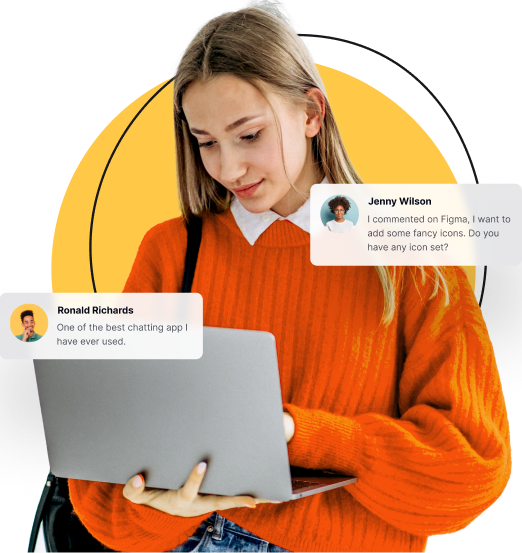 Jenny Wilson
I commented on Figma, I want to
add some fancy icons. Do you
have any icon set?
Ronald Richards
One of the best chatting app I
have ever used.